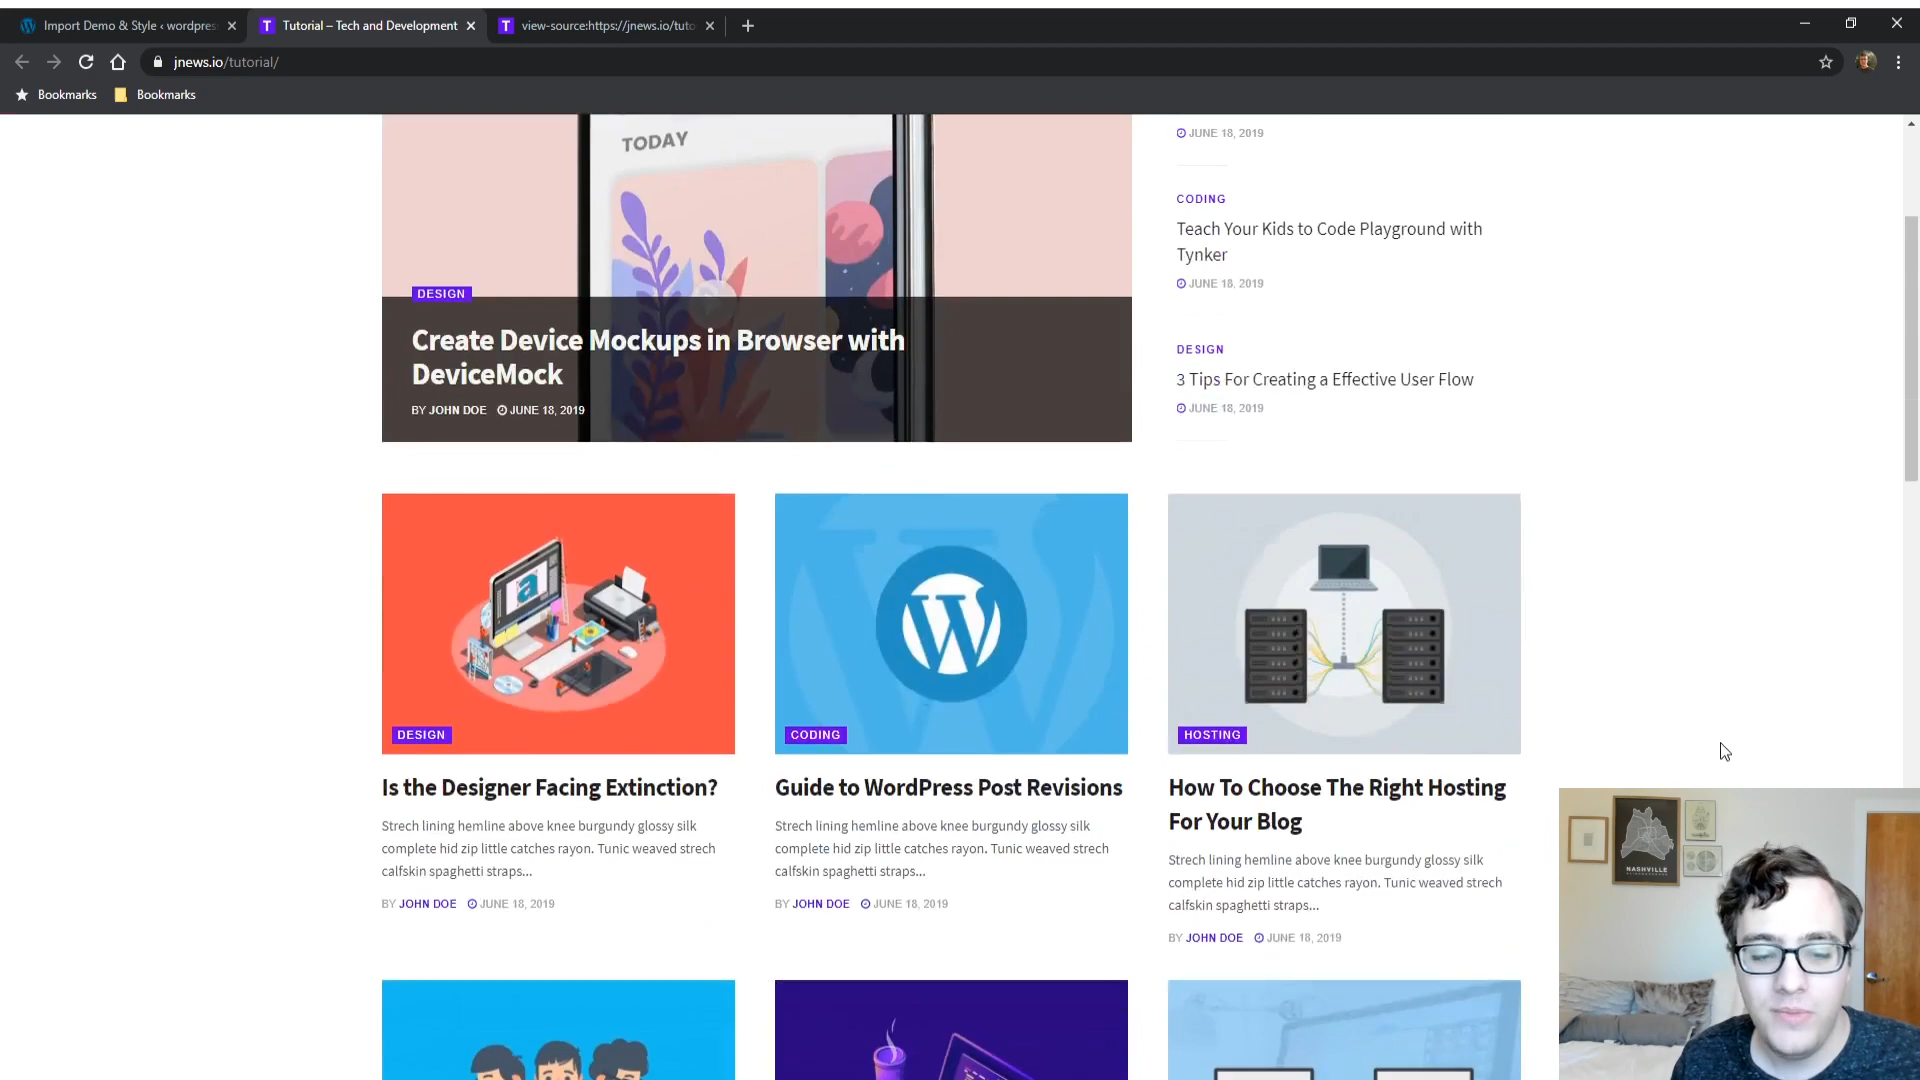 Import Demo & Style ‹ wordpres
Tutorial – Tech and Development
view-source:https://jnews.io/tuto
jnews.io/tutorial/
Bookmarks
Bookmarks
TODAY
DESIGN
Create Device Mockups in Browser with
DeviceMock
BY JOHN DOE JUNE 18, 2019
JUNE 18, 2019
CODING
Teach Your Kids to Code Playground with
Tynker
JUNE 18, 2019
DESIGN
3 Tips For Creating a Effective User Flow
JUNE 18, 2019
DESIGN
Is the Designer Facing Extinction?
Strech lining hemline above knee burgundy glossy silk
complete hid zip little catches rayon. Tunic weaved strech
calfskin spaghetti straps...
BY JOHN DOE JUNE 18, 2019
CODING
Guide to WordPress Post Revisions
Strech lining hemline above knee burgundy glossy silk
complete hid zip little catches rayon. Tunic weaved strech
calfskin spaghetti straps...
BY JOHN DOE JUNE 18, 2019
HOSTING
How To Choose The Right Hosting
For Your Blog
Strech lining hemline above knee burgundy glossy silk
complete hid zip little catches rayon. Tunic weaved strech
calfskin spaghetti straps...
BY JOHN DOE JUNE 18, 2019
NASHVILLE